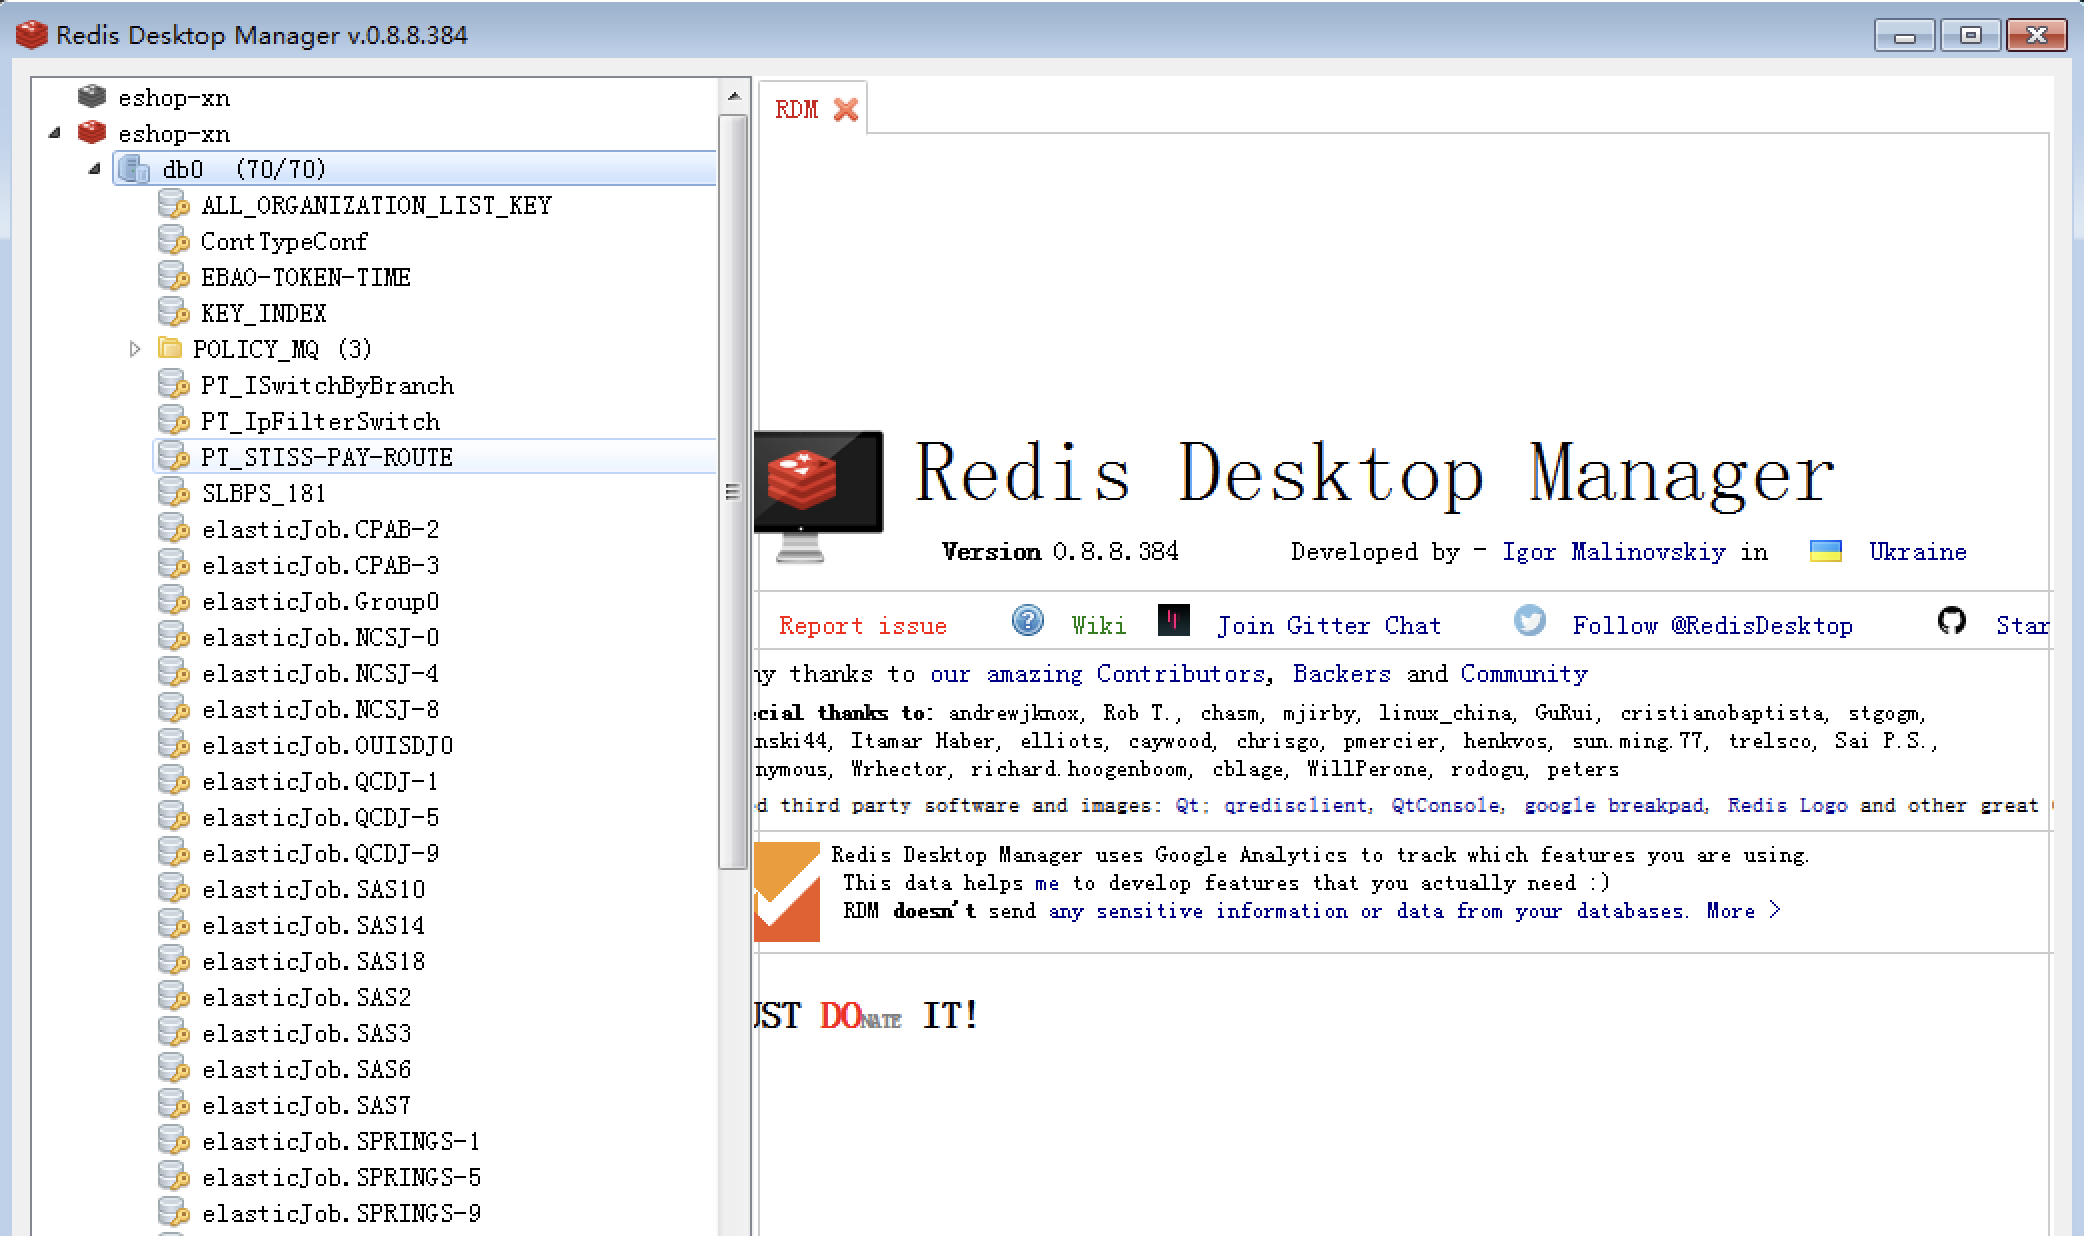 Redis Desktop Manager v.0.8.8.384
eshop-xn
eshop-xn
db0 (70/70)
ALL_ORGANIZATION_LIST_KEY
ContTypeConf
EBAO-TOKEN-TIME
KEY_INDEX
POLICY_MQ (3)
PT_ISwitchByBranch
PT_IpFilterSwitch
PT_STISS-PAY-ROUTE
SLBPS_181
elasticJob.CPAB-2
elasticJob.CPAB-3
elasticJob.Group0
elasticJob.NCSJ-0
elasticJob.NCSJ-4
elasticJob.NCSJ-8
elasticJob.OUISDJ0
elasticJob.QCDJ-1
elasticJob.QCDJ-5
elasticJob.QCDJ-9
elasticJob.SAS10
elasticJob.SAS14
elasticJob.SAS18
elasticJob.SAS2
elasticJob.SAS3
elasticJob.SAS6
elasticJob.SAS7
elasticJob.SPRINGS-1
elasticJob.SPRINGS-5
elasticJob.SPRINGS-9
RDM
Redis Desktop Manager
Version 0.8.8.384 Developed by - Igor Malinovskiy in Ukraine
Report issue Wiki Join Gitter Chat Follow @RedisDesktop Star
ny thanks to our amazing Contributors, Backers and Community
cial thanks to: andrewjknox, Rob T., chasm, mjirby, linux_china, GuRui, cristianobaptista, stgogm,
nski44, Itamar Haber, elliots, caywood, chrisgo, pmercier, henkvos, sun.ming.77, trelsco, Sai P.S.,
nymous, Wrhector, richard.hoogenboom, cblage, WillPerone, rodogu, peters
d third party software and images: Qt; qredisclient, QtConsole, google breakpad, Redis Logo and other great
Redis Desktop Manager uses Google Analytics to track which features you are using.
This data helps me to develop features that you actually need :)
RDM doesn't send any sensitive information or data from your databases. More >
UST DONATE IT!